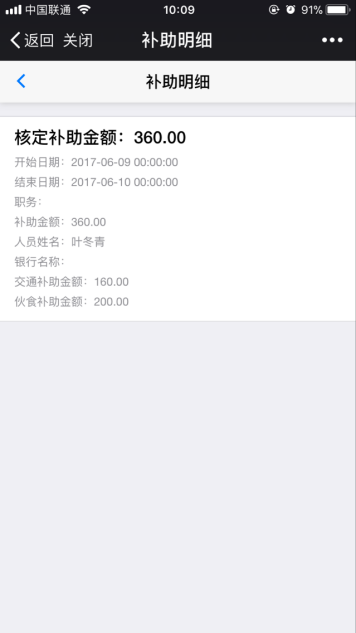 中国联通 10:09 91%
返回 关闭 补助明细
补助明细
核定补助金额：360.00
开始日期：2017-06-09 00:00:00
结束日期：2017-06-10 00:00:00
职务：
补助金额：360.00
人员姓名：叶冬青
银行名称：
交通补助金额：160.00
伙食补助金额：200.00